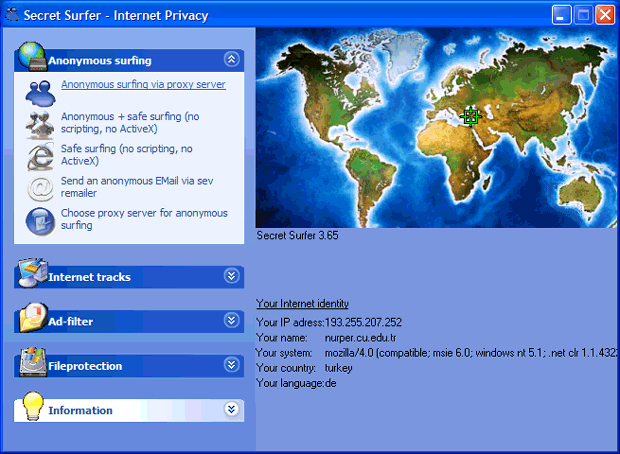 Secret Surfer - Internet Privacy
Anonymous surfing
Anonymous surfing via proxy server
Anonymous + safe surfing (no
scripting, no ActiveX)
Safe surfing (no scripting, no
ActiveX)
Send an anonymous EMail via sev
remailer
Choose proxy server for anonymous
surfing
Internet tracks
Ad-filter
Fileprotection
Information
Secret Surfer 3.65
Your Internet identity
Your IP adress:193.255.207.252
Your name: nurper.cu.edu.tr
Your system: mozilla/4.0 (compatible; msie 6.0; windows nt 5.1; .net clr 1.1.432
Your country: turkey
Your language:de